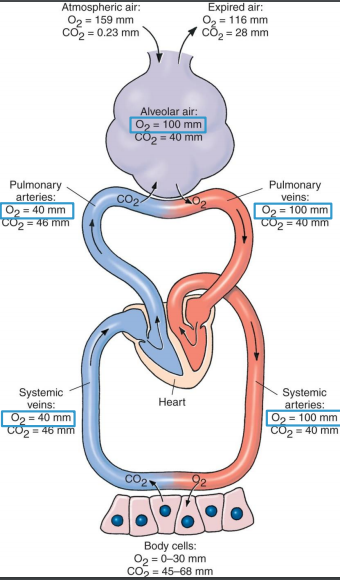 Atmospheric air:
O2 = 159 mm
CO2 = 0.23 mm
Expired air:
O2 = 116 mm
CO2 = 28 mm
Alveolar air:
O2 = 100 mm
CO2 = 40 mm
CO2
O2
Pulmonary
arteries:
O2 = 40 mm
CO2 = 46 mm
Pulmonary
veins:
O2 = 100 mm
CO2 = 40 mm
Heart
Systemic
veins:
O2 = 40 mm
CO2 = 46 mm
Systemic
arteries:
O2 = 100 mm
CO2 = 40 mm
CO2
O2
Body cells:
O2 = 0–30 mm
CO2 = 45–68 mm